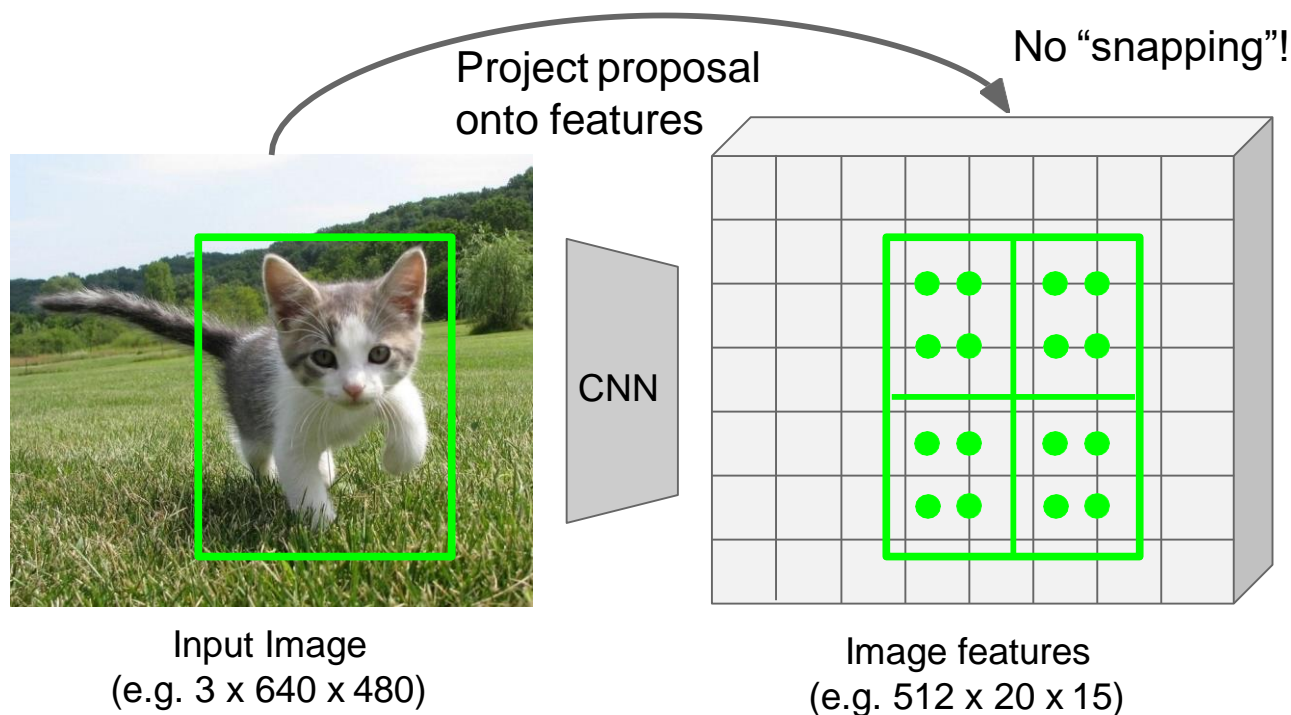 Project proposal
onto features
No “snapping”!
CNN
Input Image
(e.g. 3 x 640 x 480)
Image features
(e.g. 512 x 20 x 15)